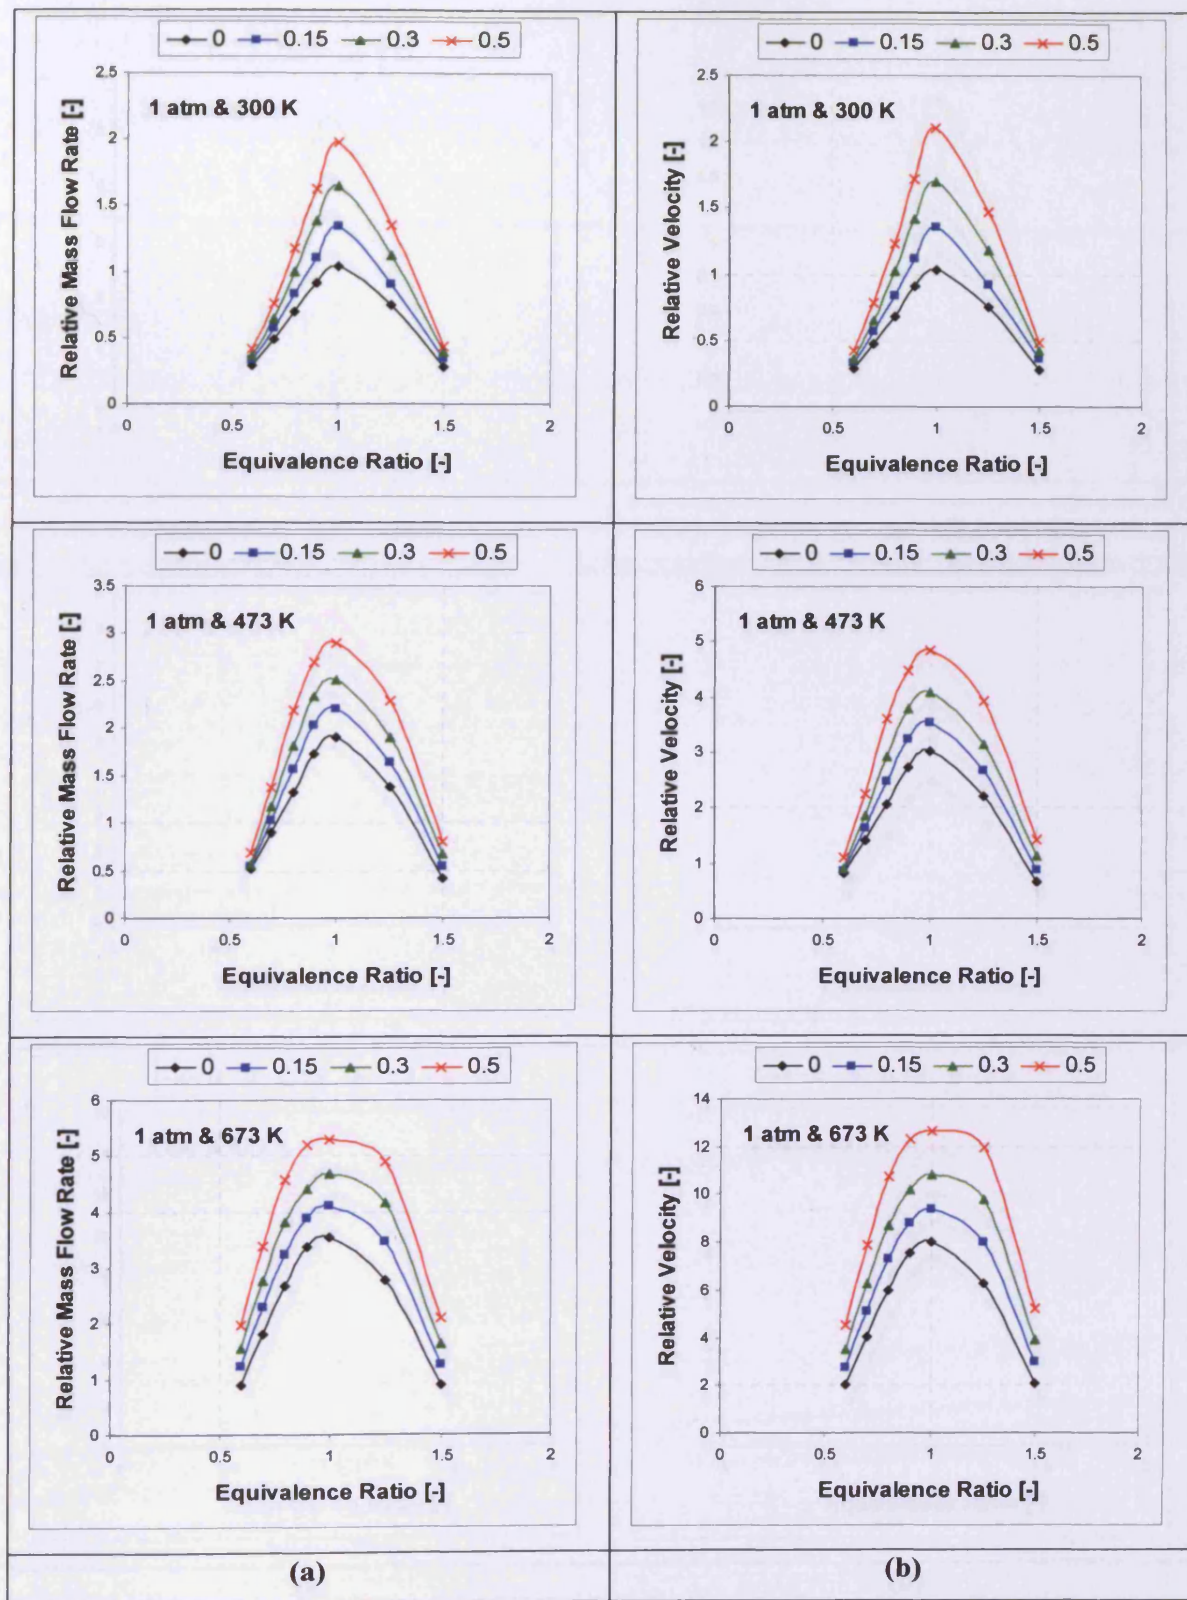 0 0.15 0.3 0.5
1 atm & 300 K
Relative Mass Flow Rate [-]
2.5
2
1.5
1
0.5
0
0 0.5 1 1.5 2
Equivalence Ratio [-]
0 0.15 0.3 0.5
1 atm & 300 K
Relative Velocity [-]
2.5
2
1.5
1
0.5
0
0 0.5 1 1.5 2
Equivalence Ratio [-]
0 0.15 0.3 0.5
1 atm & 473 K
Relative Mass Flow Rate [-]
3.5
3
2.5
2
1.5
1
0.5
0
0 0.5 1 1.5 2
Equivalence Ratio [-]
0 0.15 0.3 0.5
1 atm & 473 K
Relative Velocity [-]
6
5
4
3
2
1
0
0 0.5 1 1.5 2
Equivalence Ratio [-]
0 0.15 0.3 0.5
1 atm & 673 K
Relative Mass Flow Rate [-]
6
5
4
3
2
1
0
0 0.5 1 1.5 2
Equivalence Ratio [-]
0 0.15 0.3 0.5
1 atm & 673 K
Relative Velocity [-]
14
12
10
8
6
4
2
0
0 0.5 1 1.5 2
Equivalence Ratio [-]
(a)
(b)